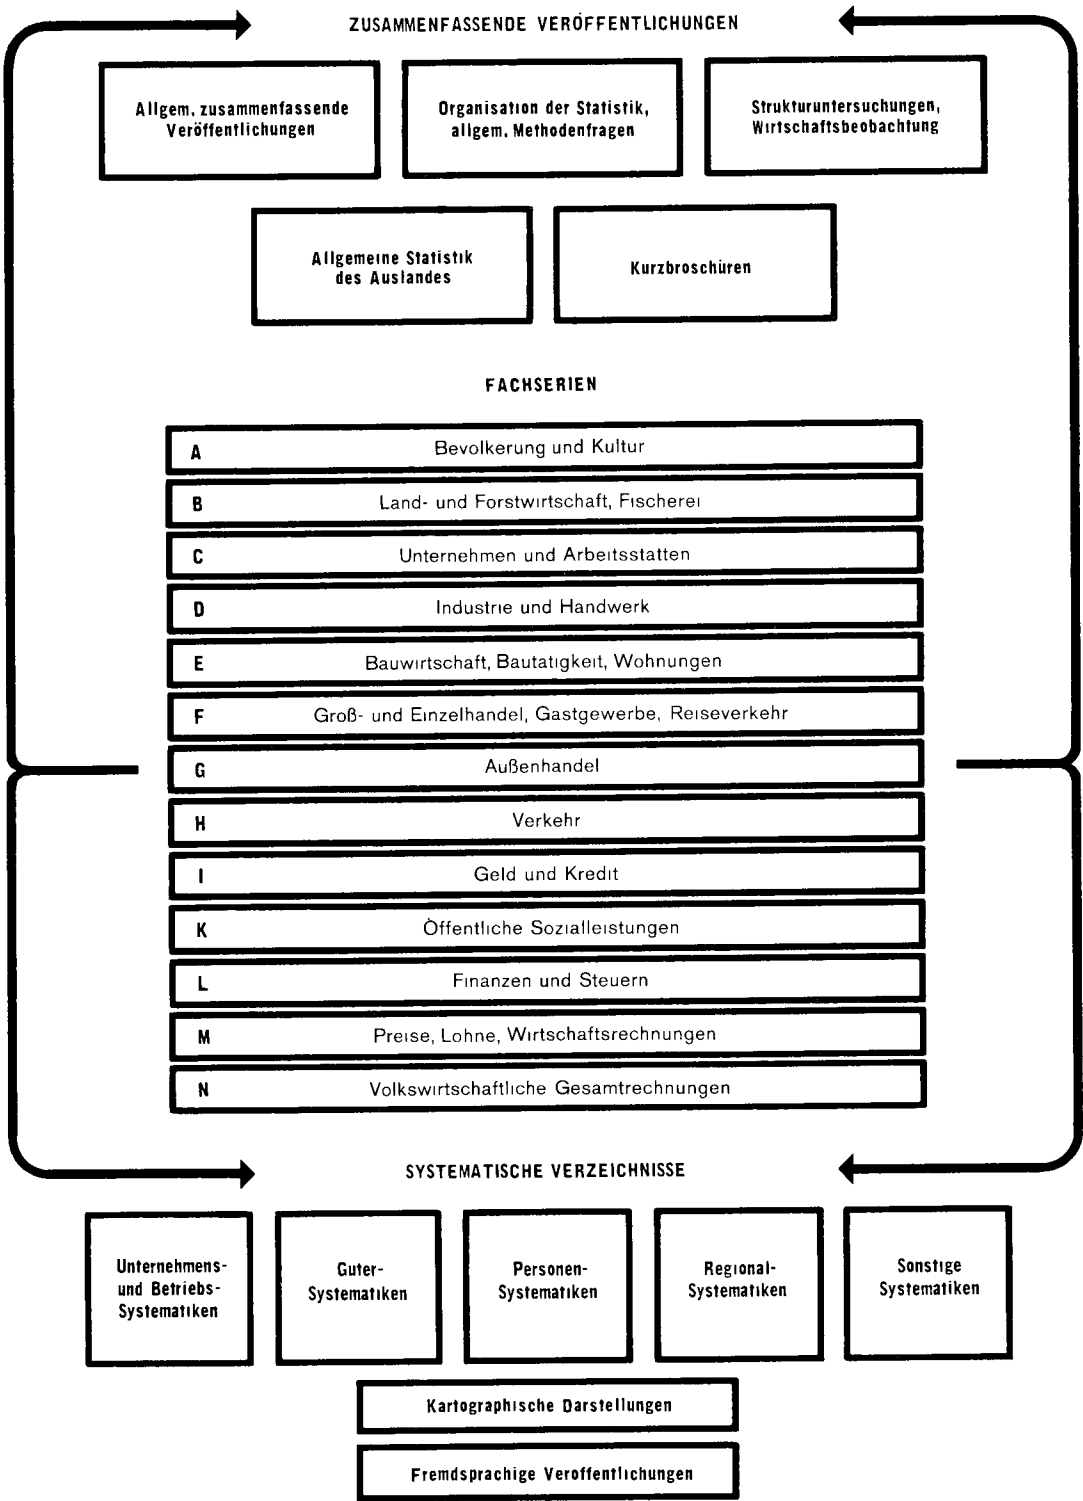 ZUSAMMENFASSENDE VERÖFFENTLICHUNGEN
Allgem. zusammenfassende
Veröffentlichungen
Organisation der Statistik,
allgem. Methodenfragen
Strukturuntersuchungen,
Wirtschaftsbeobachtung
Allgemeine Statistik
des Auslandes
Kurzbroschüren
FACHSERIEN
A Bevolkerung und Kultur
B Land- und Forstwirtschaft, Fischerei
C Unternehmen und Arbeitsstatten
D Industrie und Handwerk
E Bauwirtschaft, Bautatigkeit, Wohnungen
F Groß- und Einzelhandel, Gastgewerbe, Reiseverkehr
G Außenhandel
H Verkehr
I Geld und Kredit
K Öffentliche Sozialleistungen
L Finanzen und Steuern
M Preise, Lohne, Wirtschaftsrechnungen
N Volkswirtschaftliche Gesamtrechnungen
SYSTEMATISCHE VERZEICHNISSE
Unternehmens-
und Betriebs-
Systematiken
Guter-
Systematiken
Personen-
Systematiken
Regional-
Systematiken
Sonstige
Systematiken
Kartographische Darstellungen
Fremdsprachige Veroffentlichungen